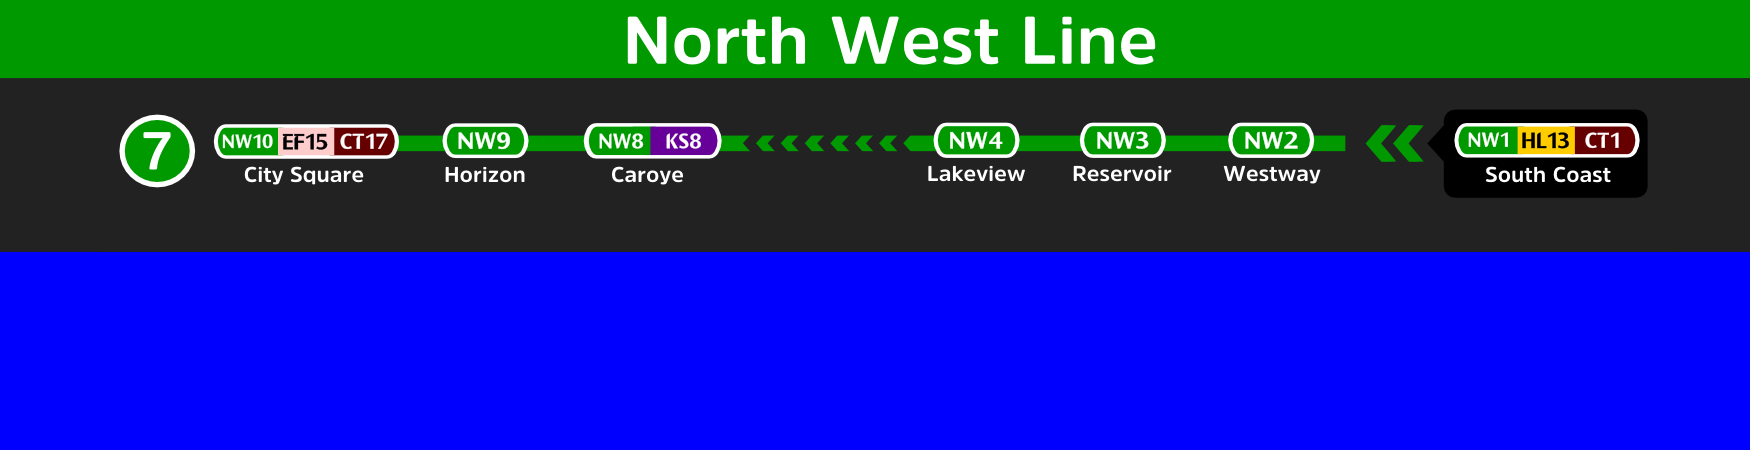 North West Line
7
NW10 EF15 CT17
City Square
NW9
Horizon
NW8 KS8
Caroye
NW4
Lakeview
NW3
Reservoir
NW2
Westway
NW1 HL13 CT1
South Coast